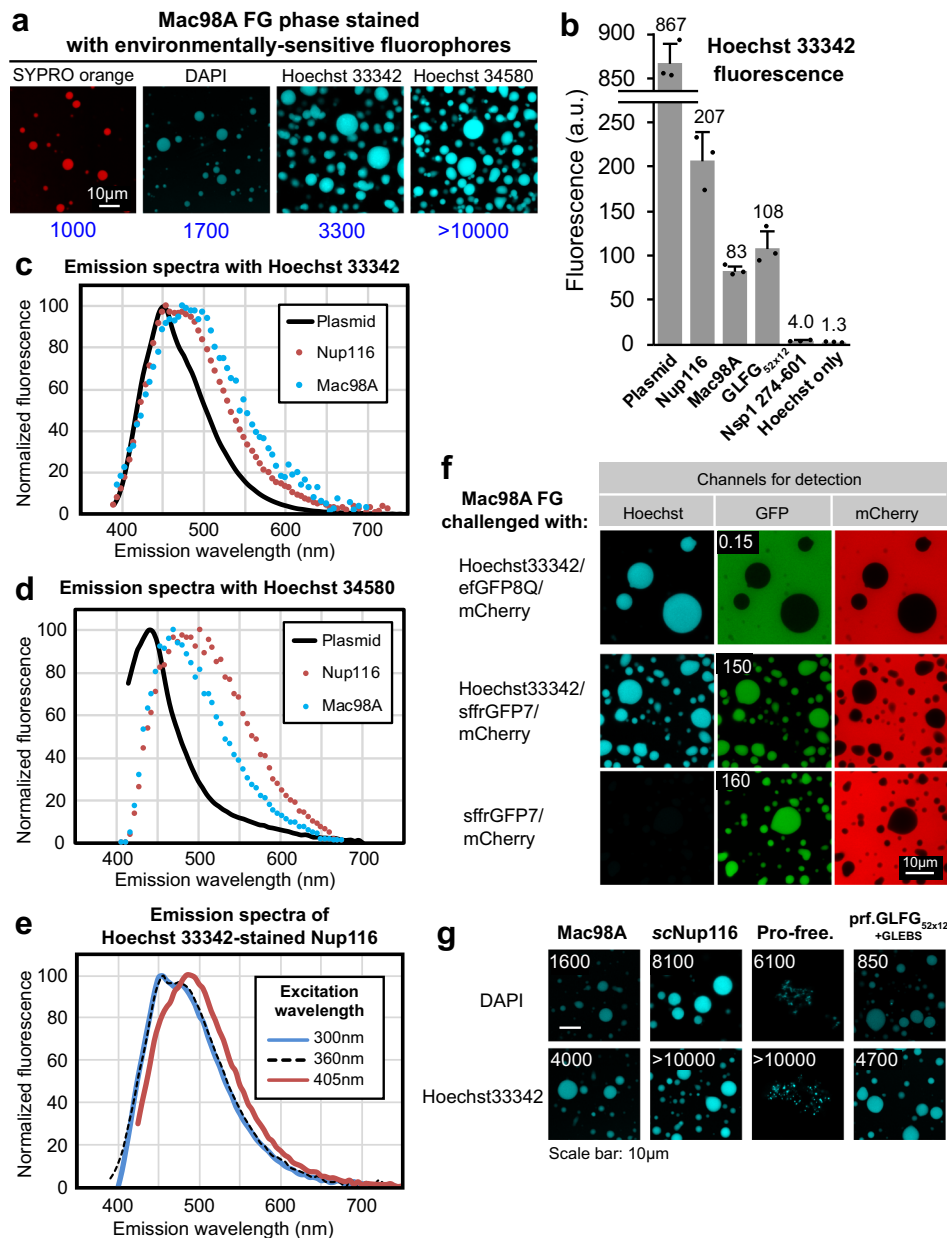 a
Mac98A FG phase stained
with environmentally-sensitive fluorophores
SYPRO orange
DAPI
Hoechst 33342
Hoechst 34580
10μm
1000
1700
3300
>10000
b
Hoechst 33342
fluorescence
Fluorescence (a.u.)
900
850
250
200
150
100
50
0
867
207
83
108
4.0
1.3
Plasmid
Nup116
Mac98A
GLFG52x12
Nsp1 274-601
Hoechst only
c
Emission spectra with Hoechst 33342
Normalized fluorescence
100
80
60
40
20
0
Plasmid
Nup116
Mac98A
400
500
600
700
Emission wavelength (nm)
d
Emission spectra with Hoechst 34580
Normalized fluorescence
100
80
60
40
20
0
Plasmid
Nup116
Mac98A
400
500
600
700
Emission wavelength (nm)
e
Emission spectra of
Hoechst 33342-stained Nup116
Normalized fluorescence
100
80
60
40
20
0
Excitation
wavelength
300nm
360nm
405nm
400
500
600
700
Emission wavelength (nm)
f
Mac98A FG
challenged with:
Channels for detection
Hoechst
GFP
mCherry
Hoechst33342/
efGFP8Q/
mCherry
0.15
Hoechst33342/
sffrGFP7/
mCherry
150
sffrGFP7/
mCherry
160
10μm
g
Mac98A
scNup116
Pro-free.
prf.GLFG52x12
+GLEBS
DAPI
1600
8100
6100
850
Hoechst33342
4000
>10000
>10000
4700
Scale bar: 10μm